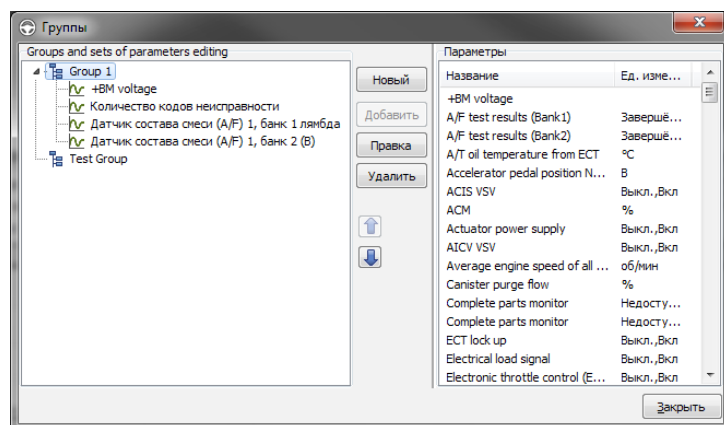 Группы
Groups and sets of parameters editing
Group 1
+BM voltage
Количество кодов неисправности
Датчик состава смеси (A/F) 1, банк 1 лямбда
Датчик состава смеси (A/F) 1, банк 2 (В)
Test Group
Новый
Добавить
Правка
Удалить
Параметры
Название Ед. изме...
+BM voltage
A/F test results (Bank1) Завершё...
A/F test results (Bank2) Завершё...
A/T oil temperature from ECT °C
Accelerator pedal position N... В
ACIS VSV Выкл.,Вкл
ACM %
Actuator power supply Выкл.,Вкл
AICV VSV Выкл.,Вкл
Average engine speed of all ... об/мин
Canister purge flow %
Complete parts monitor Недосту...
Complete parts monitor Недосту...
ECT lock up Выкл.,Вкл
Electrical load signal Выкл.,Вкл
Electronic throttle control (E... Выкл.,Вкл
Закрыть